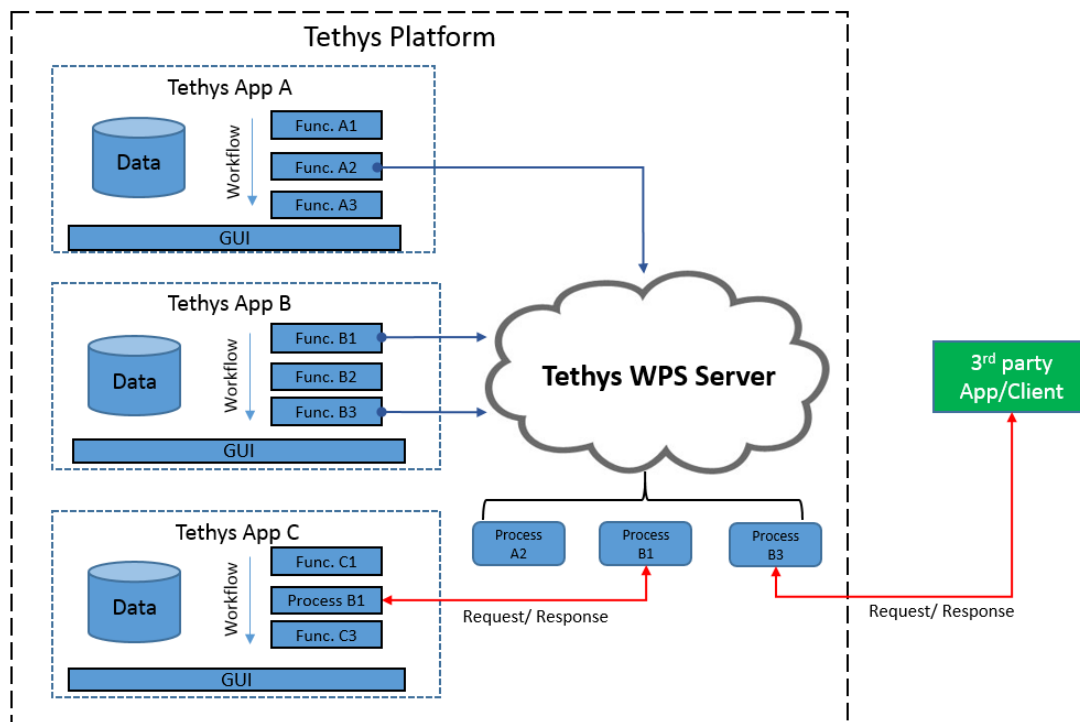 Tethys Platform
Tethys App A
Data
Workflow
Func. A1
Func. A2
Func. A3
GUI
Tethys App B
Data
Workflow
Func. B1
Func. B2
Func. B3
GUI
Tethys WPS Server
3rd party
App/Client
Process
A2
Process
B1
Process
B3
Tethys App C
Data
Workflow
Func. C1
Process B1
Func. C3
GUI
Request/ Response
Request/ Response